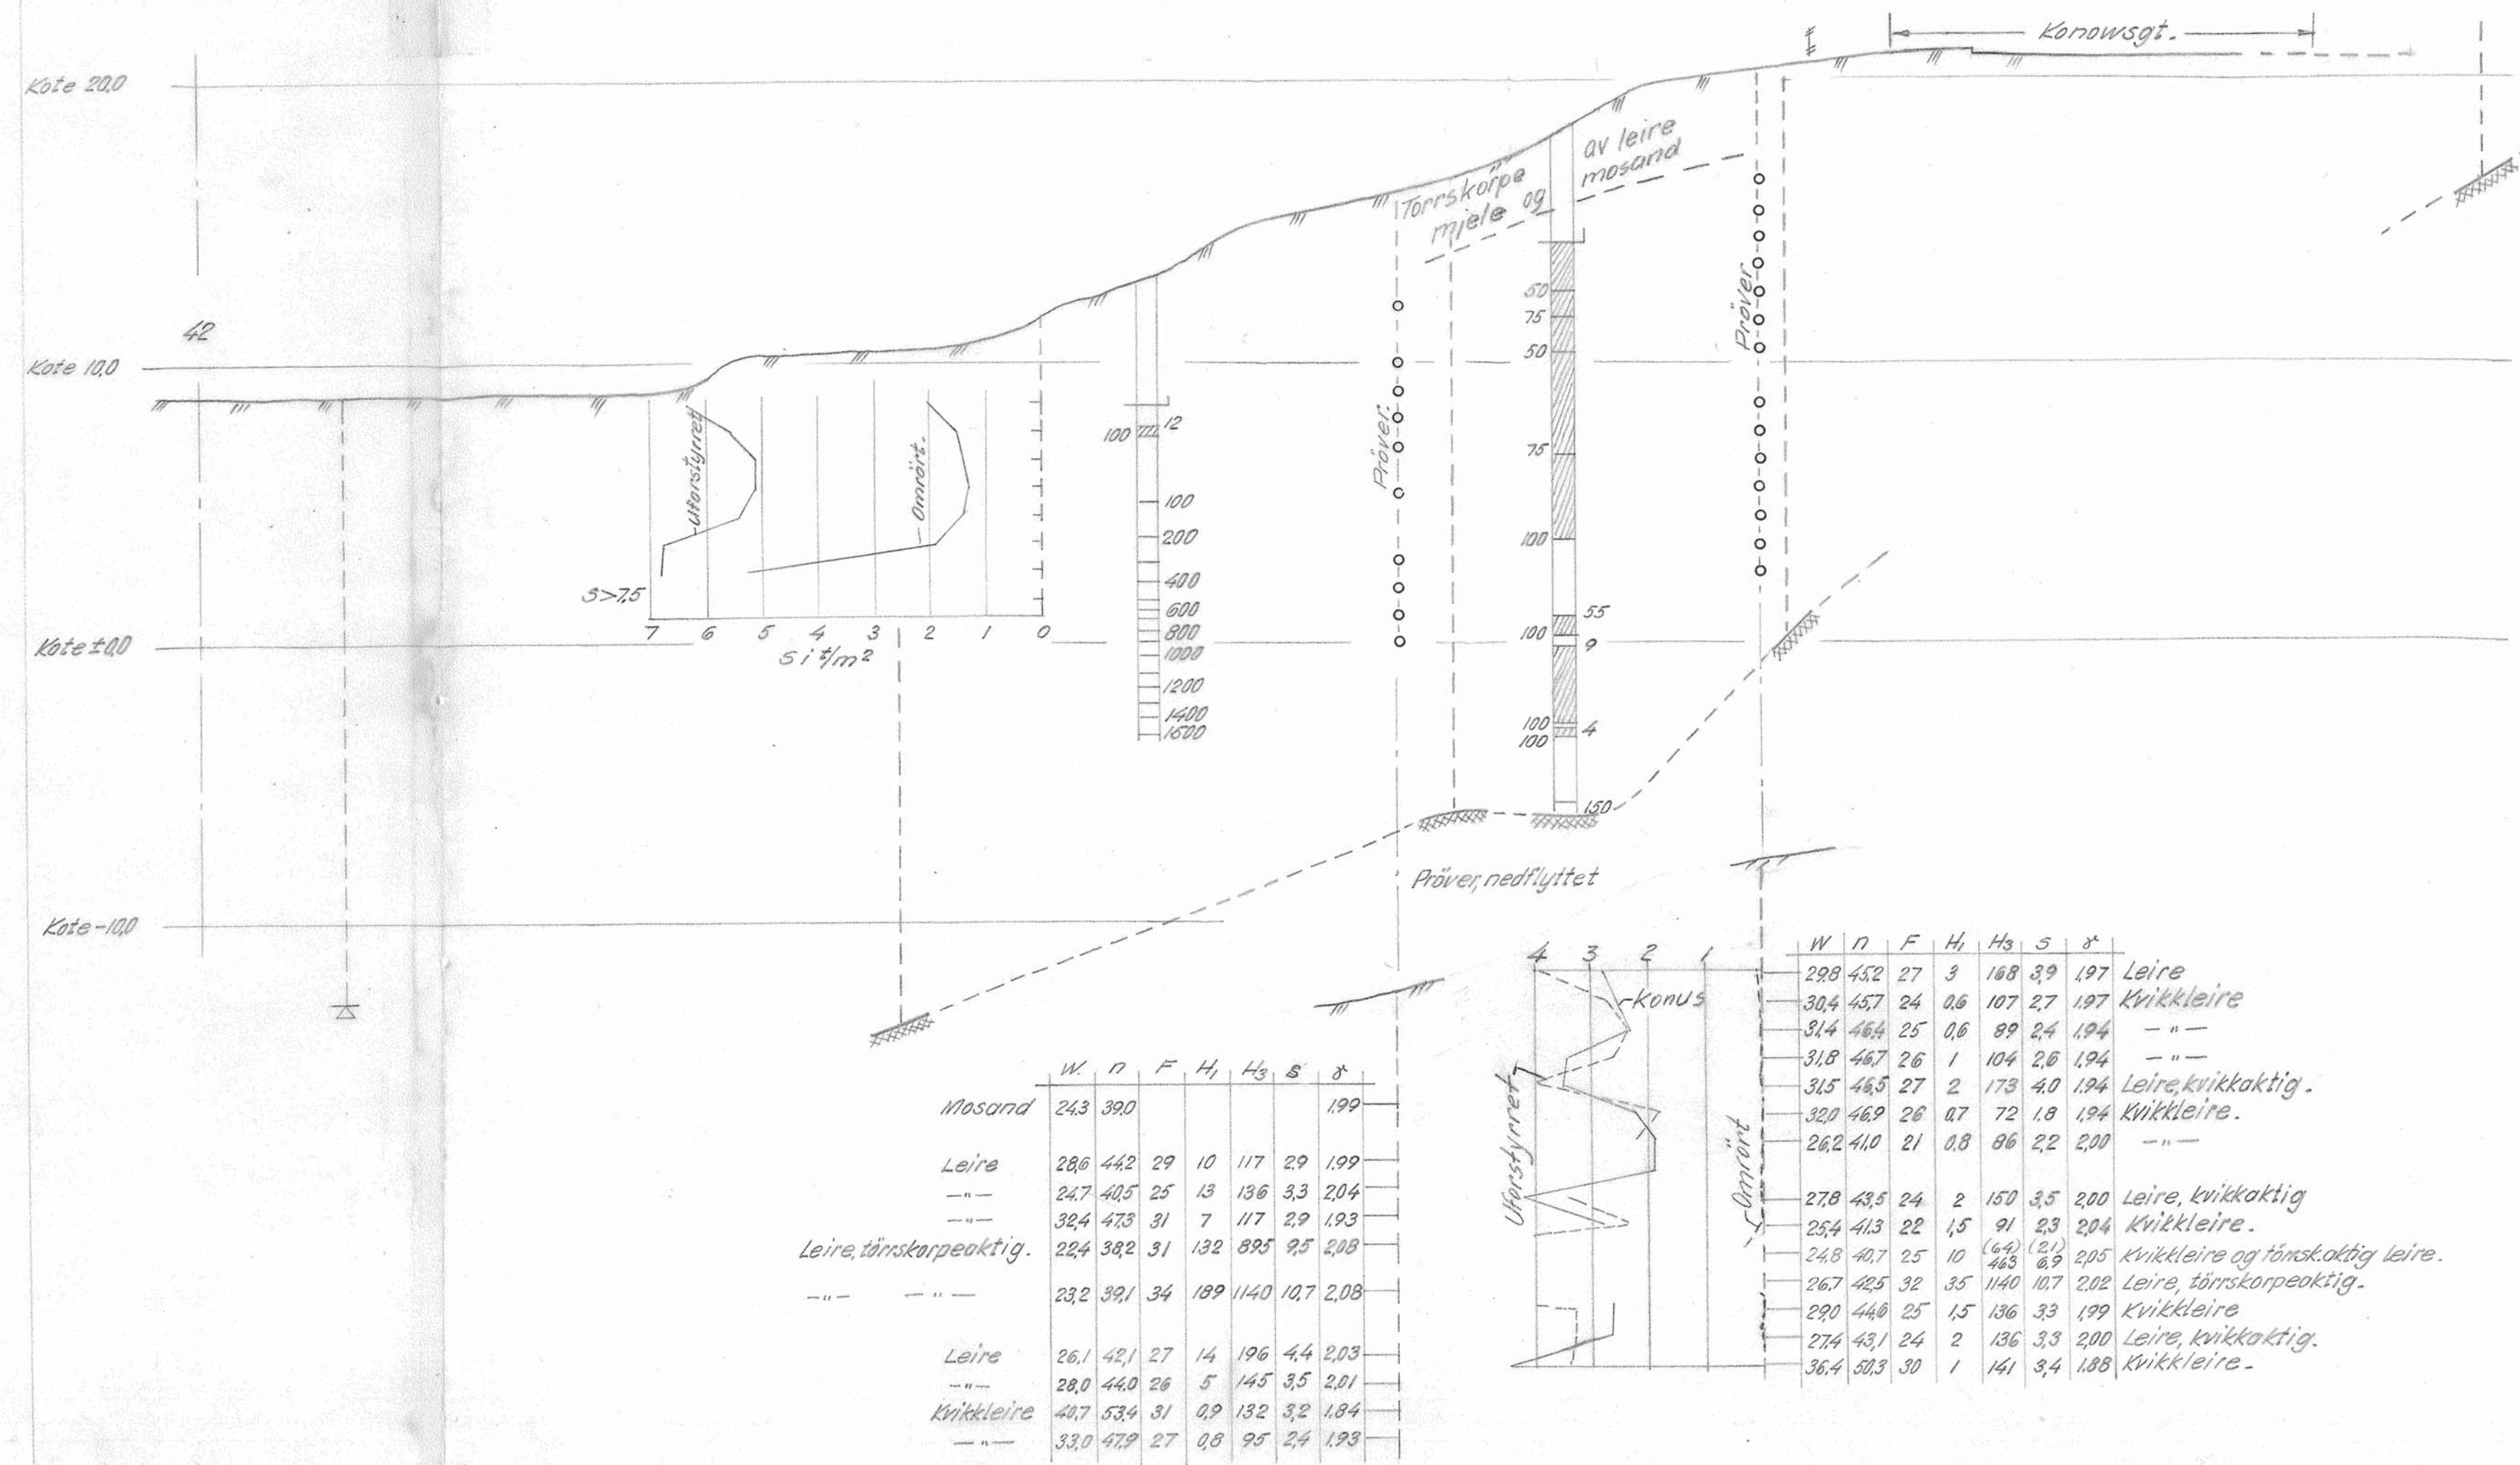 Konowsgt.
Kote 20,0
Tørrskörpe av leire
mjele og mosand
42
Kote 10,0
Pröver.
Pröver
Uforstyrret
Omrört.
S>7,5
7 6 5 4 3 2 1 0
s i t/m²
100 12
100
200
400
600
800
1000
1200
1400
1600
50
75
50
75
100
55
100
9
100 4
100
150
Kote ±0,0
Kote -10,0
Pröver, nedflyttet
4 3 2 1
Konus
Uforstyrret
Omrört
W n F H₁ H₃ s γ
29,8 45,2 27 3 168 3,9 1,97 Leire
30,4 45,7 24 0,6 107 2,7 1,97 Kvikkleire
31,4 46,4 25 0,6 89 2,4 1,94 —"—
31,8 46,7 26 1 104 2,6 1,94 —"—
31,5 46,5 27 2 173 4,0 1,94 Leire, kvikkaktig.
32,0 46,9 26 0,7 72 1,8 1,94 Kvikkleire.
26,2 41,0 21 0,8 86 2,2 2,00 —"—
27,8 43,5 24 2 150 3,5 2,00 Leire, kvikkaktig
25,4 41,3 22 1,5 91 2,3 2,04 Kvikkleire.
24,8 40,7 25 10 (64) 463 (2,1) 6,9 2,05 Kvikkleire og törrsk.aktig leire.
26,7 42,5 32 35 1140 10,7 2,02 Leire, törrskorpeaktig.
29,0 44,6 25 1,5 136 3,3 1,99 Kvikkleire
27,4 43,1 24 2 136 3,3 2,00 Leire, kvikkaktig.
36,4 50,3 30 1 141 3,4 1,88 Kvikkleire.
W. n F H₁ H₃ s γ
Mosand 24,3 39,0 1,99
Leire 28,6 44,2 29 10 117 2,9 1,99
—"— 24,7 40,5 25 13 136 3,3 2,04
—"— 32,4 47,3 31 7 117 2,9 1,93
Leire, törrskorpeaktig. 22,4 38,2 31 132 895 9,5 2,08
—"— —"— 23,2 39,1 34 189 1140 10,7 2,08
Leire 26,1 42,1 27 14 196 4,4 2,03
—"— 28,0 44,0 26 5 145 3,5 2,01
Kvikkleire 40,7 53,4 31 0,9 132 3,2 1,84
—"— 33,0 47,9 27 0,8 95 2,4 1,93